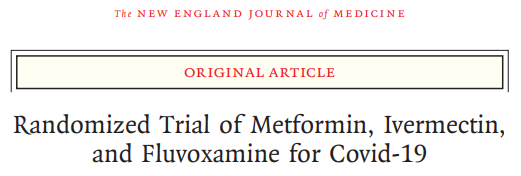 The NEW ENGLAND JOURNAL of MEDICINE
ORIGINAL ARTICLE
Randomized Trial of Metformin, Ivermectin,
and Fluvoxamine for Covid-19